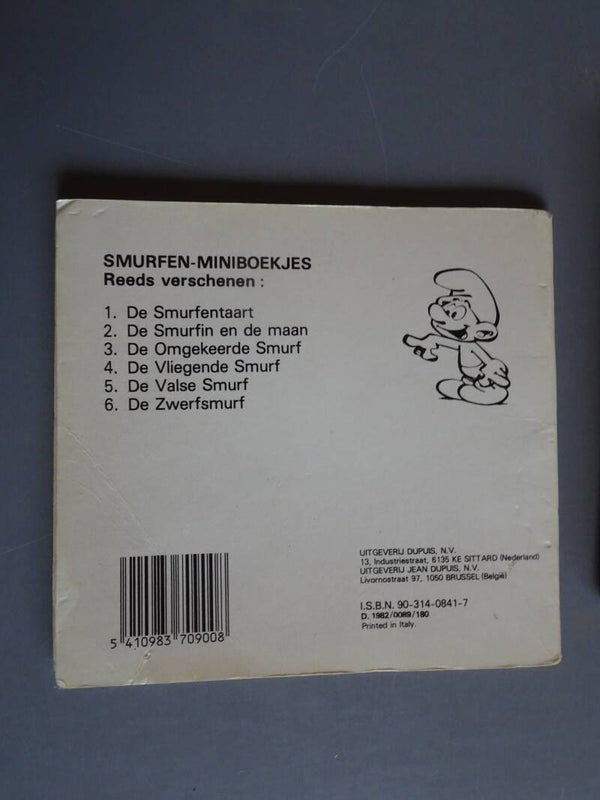 SMURFEN-MINIBOEKJES
Reeds verschenen :
1. De Smurfentaart
2. De Smurfin en de maan
3. De Omgekeerde Smurf
4. De Vliegende Smurf
5. De Valse Smurf
6. De Zwerfsmurf
UITGEVERIJ DUPUIS, N.V.
13, Industriestraat, 6135 KE SITTARD (Nederland)
UITGEVERIJ JEAN DUPUIS, N.V.
Livornostraat 97, 1050 BRUSSEL (België)
I.S.B.N. 90-314-0841-7
D. 1982/0089/180
Printed in Italy.
5 410983 709008